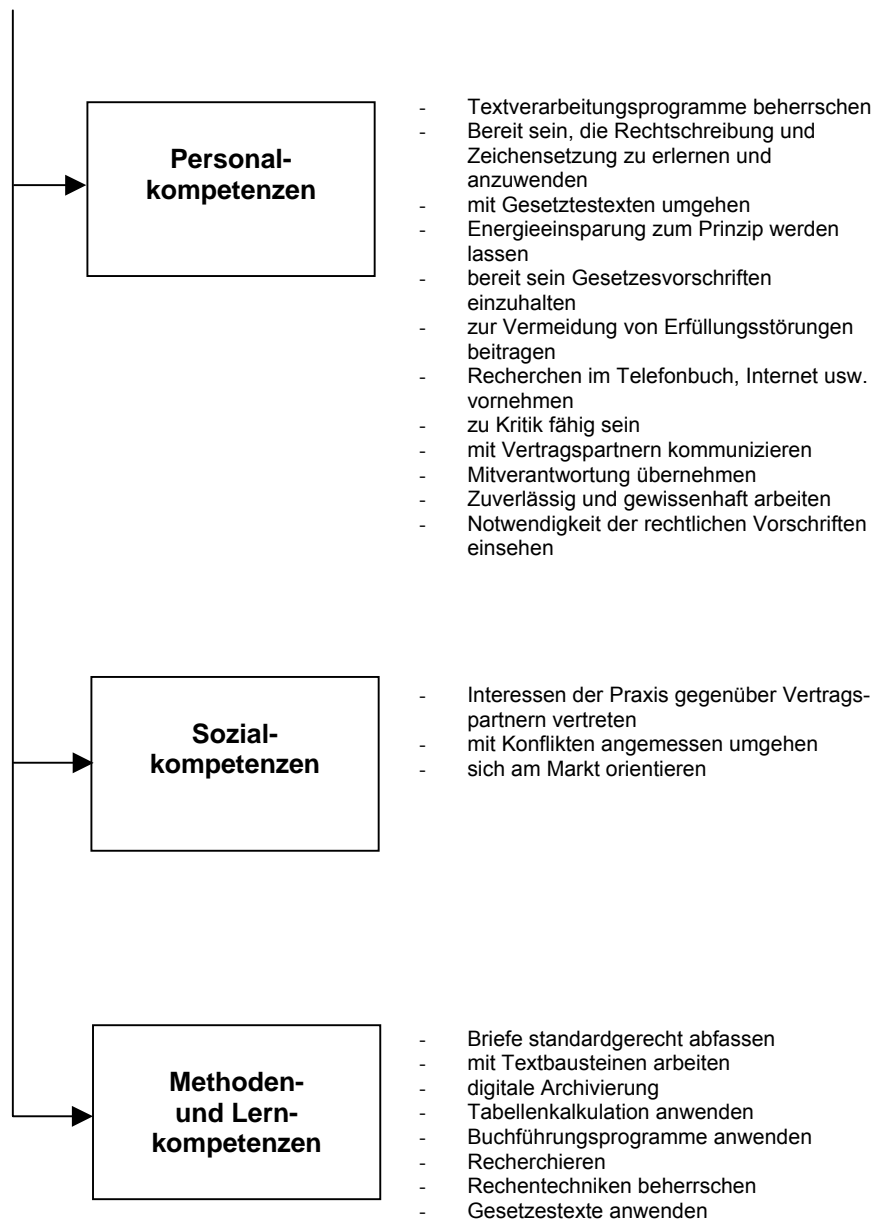 Personal-
kompetenzen
- Textverarbeitungsprogramme beherrschen
- Bereit sein, die Rechtschreibung und
Zeichensetzung zu erlernen und
anzuwenden
- mit Gesetztestexten umgehen
- Energieeinsparung zum Prinzip werden
lassen
- bereit sein Gesetzesvorschriften
einzuhalten
- zur Vermeidung von Erfüllungsstörungen
beitragen
- Recherchen im Telefonbuch, Internet usw.
vornehmen
- zu Kritik fähig sein
- mit Vertragspartnern kommunizieren
- Mitverantwortung übernehmen
- Zuverlässig und gewissenhaft arbeiten
- Notwendigkeit der rechtlichen Vorschriften
einsehen
Sozial-
kompetenzen
- Interessen der Praxis gegenüber Vertrags-
partnern vertreten
- mit Konflikten angemessen umgehen
- sich am Markt orientieren
Methoden-
und Lern-
kompetenzen
- Briefe standardgerecht abfassen
- mit Textbausteinen arbeiten
- digitale Archivierung
- Tabellenkalkulation anwenden
- Buchführungsprogramme anwenden
- Recherchieren
- Rechentechniken beherrschen
- Gesetzestexte anwenden